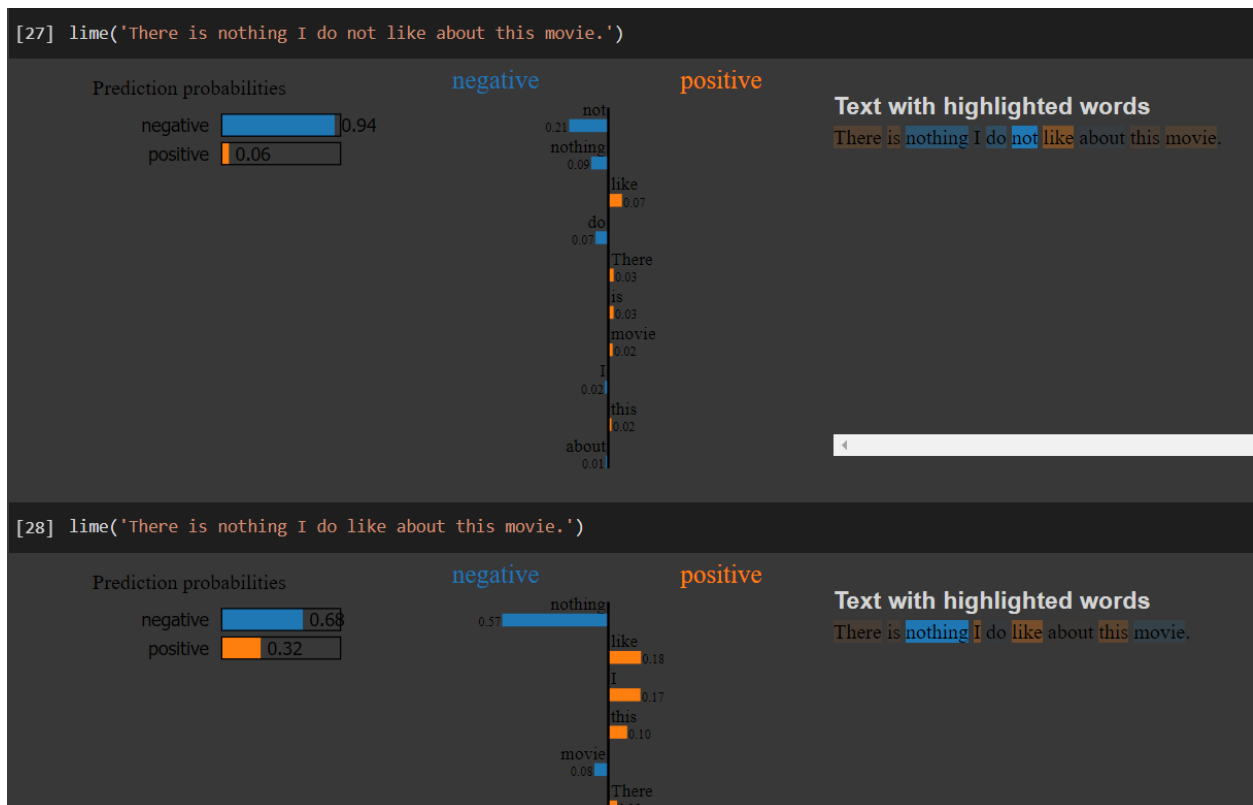 [27] lime('There is nothing I do not like about this movie.')
Prediction probabilities
negative 0.94
positive 0.06
negative positive
not
0.21
nothing
0.09
like
0.07
do
0.07
There
0.03
is
0.03
movie
0.02
I
0.02
this
0.02
about
0.01
Text with highlighted words
There is nothing I do not like about this movie.
[28] lime('There is nothing I do like about this movie.')
Prediction probabilities
negative 0.68
positive 0.32
negative positive
nothing
0.57
like
0.18
I
0.17
this
0.10
movie
0.08
There
Text with highlighted words
There is nothing I do like about this movie.